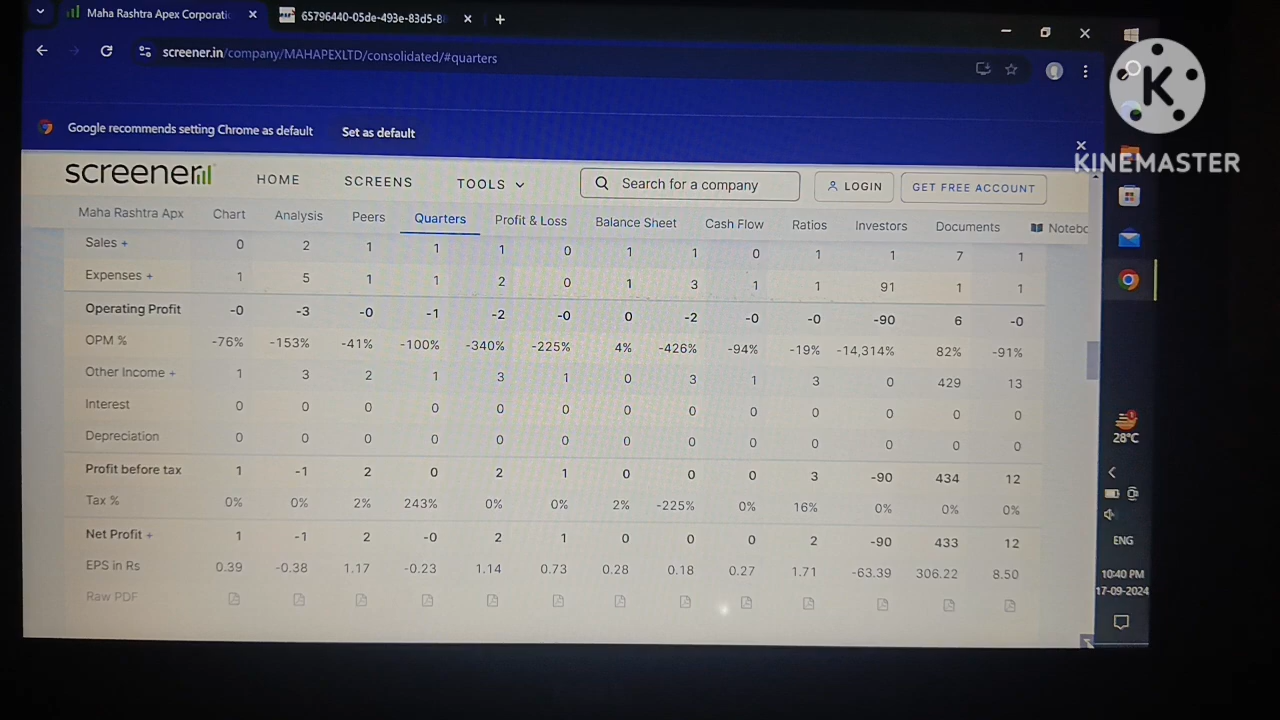 Maha Rashtra Apex Corporatic
65796440-05de-493e-83d5-8
screener.in/company/MAHAPEXLTD/consolidated/#quarters
Google recommends setting Chrome as default Set as default
K
KINEMASTER
screener HOME SCREENS TOOLS Search for a company LOGIN GET FREE ACCOUNT
Maha Rashtra Apx Chart Analysis Peers Quarters Profit & Loss Balance Sheet Cash Flow Ratios Investors Documents Notebo
Sales + 0 2 1 1 1 0 1 1 0 1 1 7 1
Expenses + 1 5 1 1 2 0 1 3 1 1 91 1 1
Operating Profit -0 -3 -0 -1 -2 -0 0 -2 -0 -0 -90 6 -0
OPM % -76% -153% -41% -100% -340% -225% 4% -426% -94% -19% -14,314% 82% -91%
Other Income + 1 3 2 1 3 1 0 3 1 3 0 429 13
Interest 0 0 0 0 0 0 0 0 0 0 0 0 0
Depreciation 0 0 0 0 0 0 0 0 0 0 0 0 0
Profit before tax 1 -1 2 0 2 1 0 0 0 3 -90 434 12
Tax % 0% 0% 2% 243% 0% 0% 2% -225% 0% 16% 0% 0% 0%
Net Profit + 1 -1 2 -0 2 1 0 0 0 2 -90 433 12
EPS in Rs 0.39 -0.38 1.17 -0.23 1.14 0.73 0.28 0.18 0.27 1.71 -63.39 306.22 8.50
Raw PDF
28°C
ENG
10:40 PM
17-09-2024